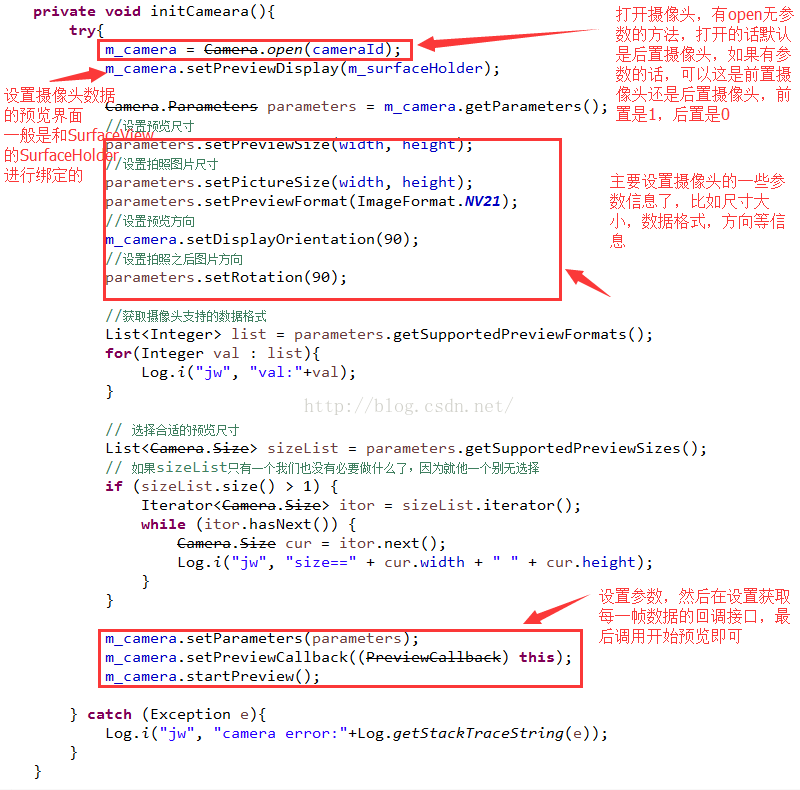 private void initCameara(){
try{
m_camera = Camera.open(cameraId);
m_camera.setPreviewDisplay(m_surfaceHolder);
打开摄像头，有open无参
数的方法，打开的话默认
是后置摄像头，如果有参
数的话，可以这是前置摄
像头还是后置摄像头，前
置是1，后置是0
设置摄像头数据
的预览界面
一般是和SurfaceView
的SurfaceHolder
进行绑定的
Camera.Parameters parameters = m_camera.getParameters();
//设置预览尺寸
parameters.setPreviewSize(width, height);
//设置拍照图片尺寸
parameters.setPictureSize(width, height);
parameters.setPreviewFormat(ImageFormat.NV21);
//设置预览方向
m_camera.setDisplayOrientation(90);
//设置拍照之后图片方向
parameters.setRotation(90);
主要设置摄像头的一些参
数信息了，比如尺寸大
小，数据格式，方向等信
息
//获取摄像头支持的数据格式
List<Integer> list = parameters.getSupportedPreviewFormats();
for(Integer val : list){
Log.i("jw", "val:"+val);
}
http://blog.csdn.net/
// 选择合适的预览尺寸
List<Camera.Size> sizeList = parameters.getSupportedPreviewSizes();
// 如果sizeList只有一个我们也没有必要做什么了，因为就他一个别无选择
if (sizeList.size() > 1) {
Iterator<Camera.Size> itor = sizeList.iterator();
while (itor.hasNext()) {
Camera.Size cur = itor.next();
Log.i("jw", "size==" + cur.width + " " + cur.height);
}
}
设置参数，然后在设置获取
每一帧数据的回调接口，最
后调用开始预览即可
m_camera.setParameters(parameters);
m_camera.setPreviewCallback((PreviewCallback) this);
m_camera.startPreview();
} catch (Exception e){
Log.i("jw", "camera error:"+Log.getStackTraceString(e));
}
}